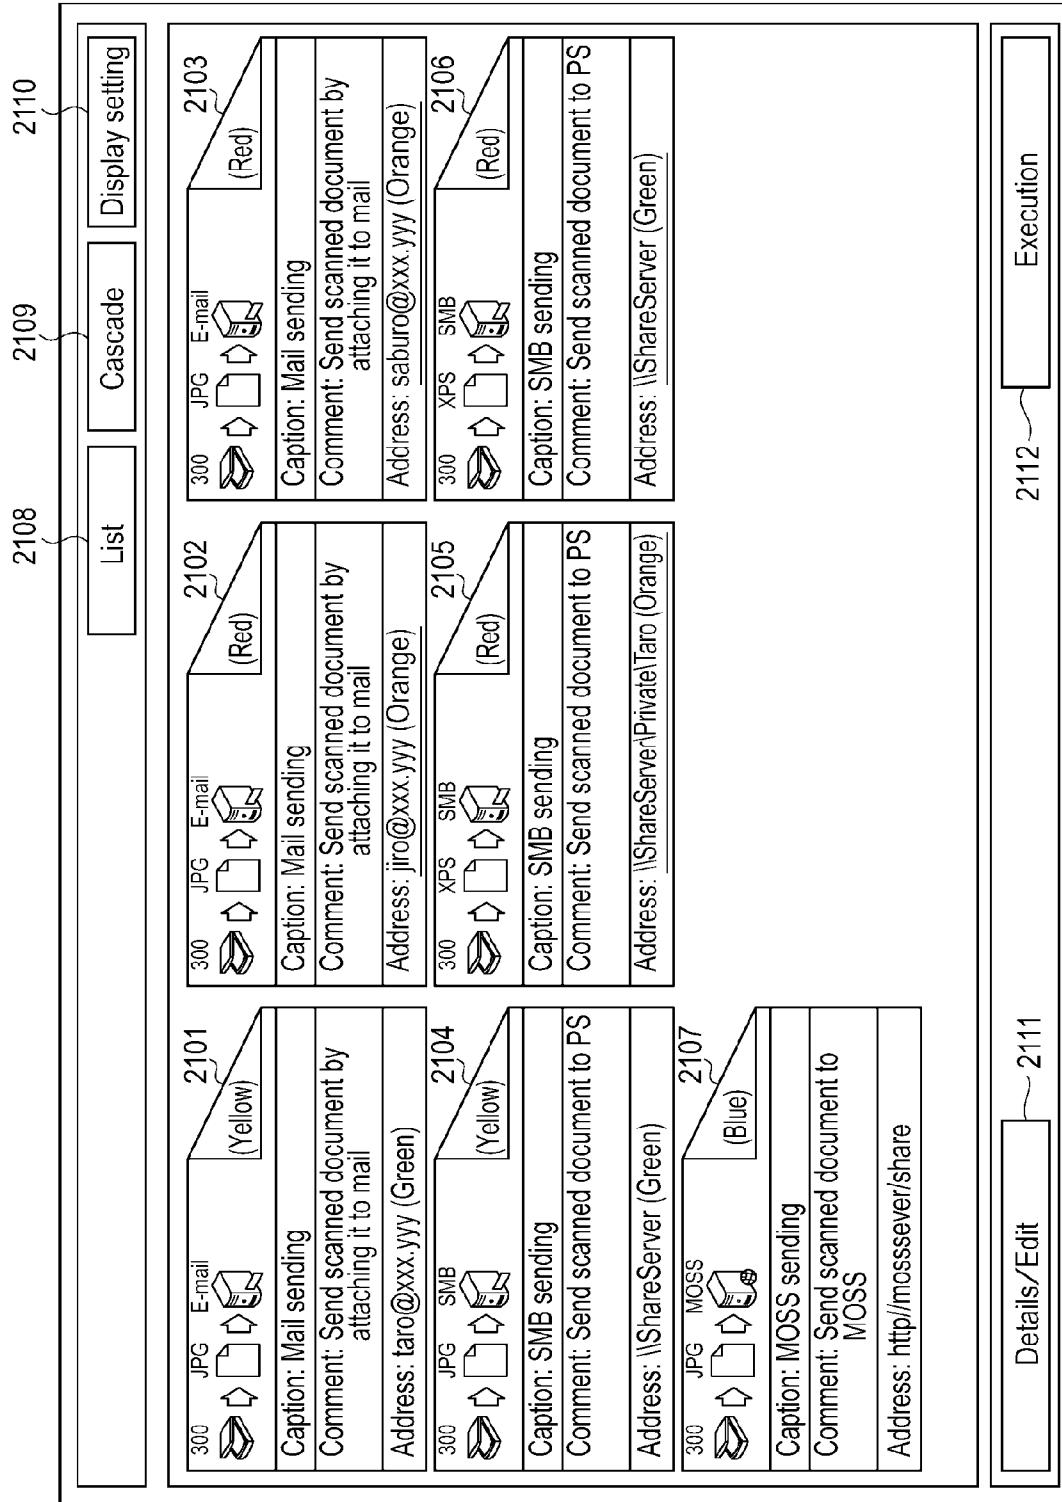 2108
2109
2110
List
Cascade
Display setting
300
JPG
E-mail
(Yellow)
2101
Caption: Mail sending
Comment: Send scanned document by
attaching it to mail
Address: taro@xxx.yyy (Green)
300
JPG
E-mail
(Red)
2102
Caption: Mail sending
Comment: Send scanned document by
attaching it to mail
Address: jiro@xxx.yyy (Orange)
300
JPG
E-mail
(Red)
2103
Caption: Mail sending
Comment: Send scanned document by
attaching it to mail
Address: saburo@xxx.yyy (Orange)
300
JPG
SMB
(Yellow)
2104
Caption: SMB sending
Comment: Send scanned document to PS
Address: \\ShareServer (Green)
300
XPS
SMB
(Red)
2105
Caption: SMB sending
Comment: Send scanned document to PS
Address: \\ShareServer\Private\Taro (Orange)
300
XPS
SMB
(Red)
2106
Caption: SMB sending
Comment: Send scanned document to PS
Address: \\ShareServer (Green)
300
JPG
MOSS
(Blue)
2107
Caption: MOSS sending
Comment: Send scanned document to
MOSS
Address: http//mosssever/share
Details/Edit
2111
2112
Execution